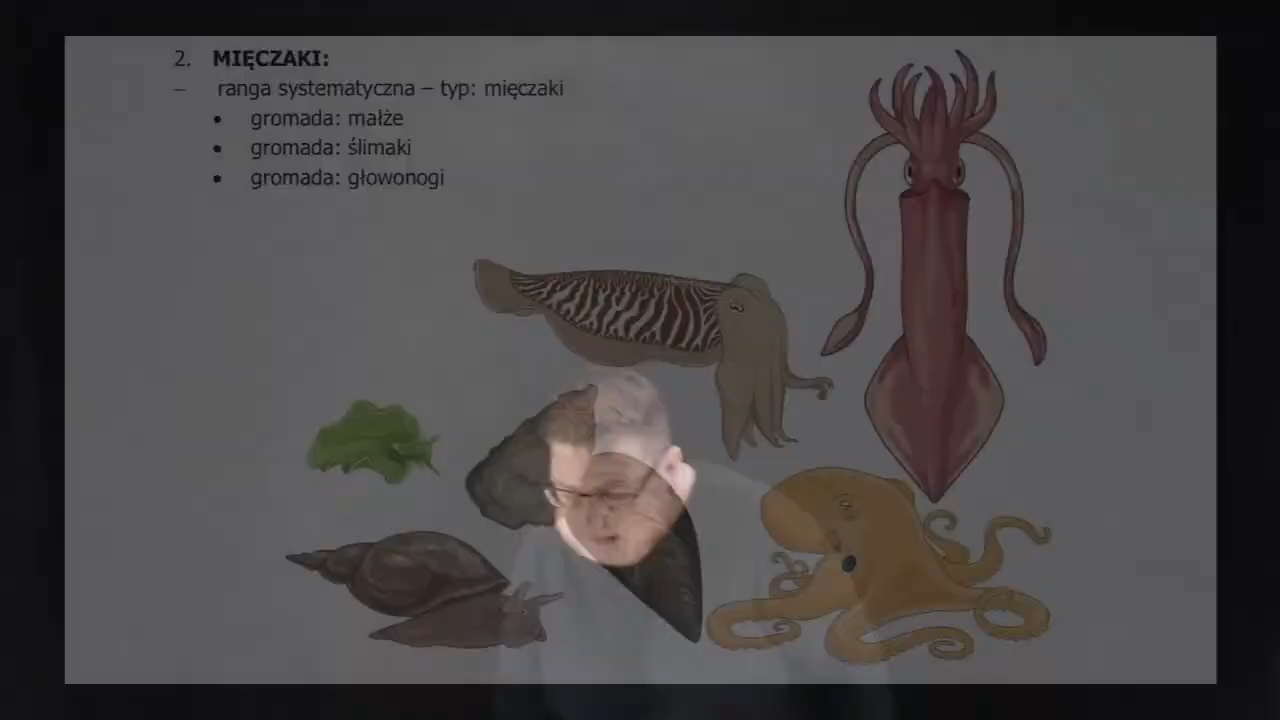 2. MIĘCZAKI:
– ranga systematyczna – typ: mięczaki
• gromada: małże
• gromada: ślimaki
• gromada: głowonogi